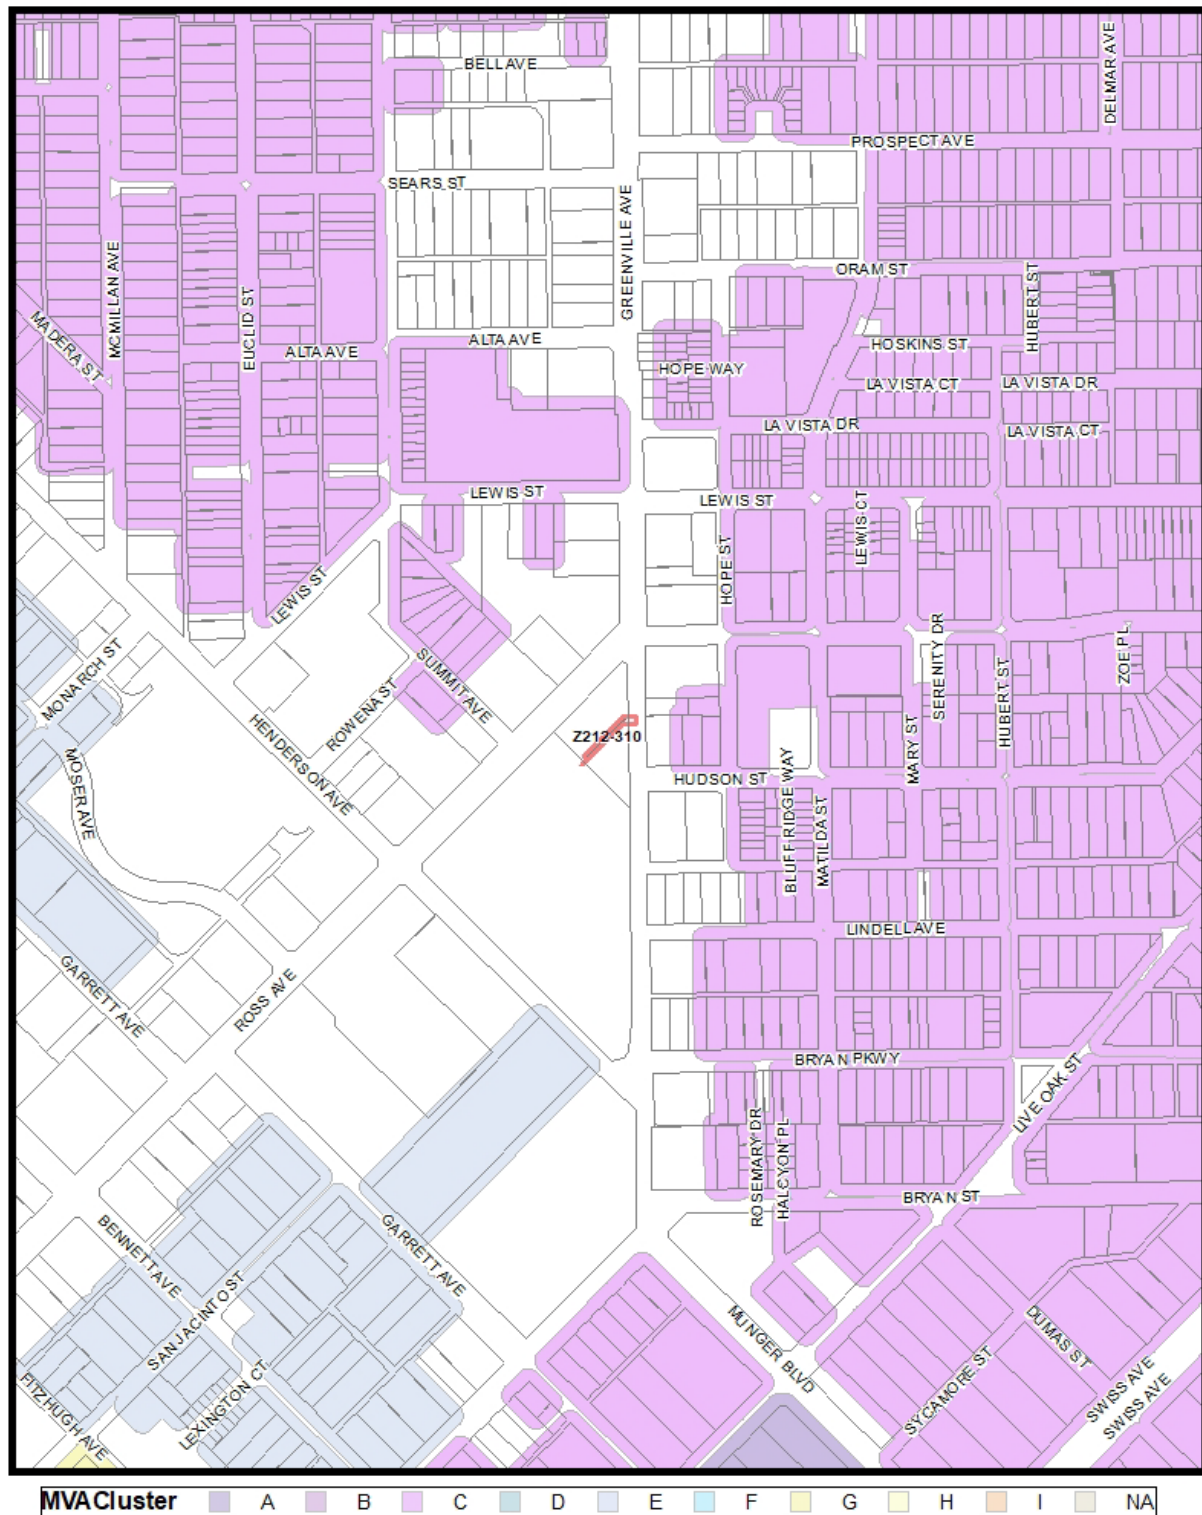 BELL AVE
DELMAR AVE
PROSPECT AVE
SEARS ST
GREENVILLE AVE
MCMILLAN AVE
EUCLID ST
ORAM ST
HUBERT ST
MADERA ST
ALTA AVE
ALTA AVE
HOSKINS ST
HOPE WAY
LA VISTA CT
LA VISTA DR
LA VISTA DR
LA VISTA CT
LEWIS ST
LEWIS ST
LEWIS CT
HOPE ST
LEWIS ST
MONARCH ST
SUMMIT AVE
SERENITY DR
ZOE PL
ROWENA ST
HUBERT ST
HENDERSON AVE
Z212-310
MARY ST
MOSER AVE
HUDSON ST
BLUFF RIDGE WAY
MATILDA ST
LINDELL AVE
GARRETT AVE
ROSS AVE
BRYAN PKWY
LIVE OAK ST
ROSEMARY DR
HALCYON PL
BRYAN ST
BENNETT AVE
GARRETT AVE
SAN JACINTO ST
MUNGER BLVD
DUMAS ST
FITZHUGH AVE
LEXINGTON CT
SYCAMORE ST
SWISS AVE
SWISS AVE
MVACluster A B C D E F G H I NA